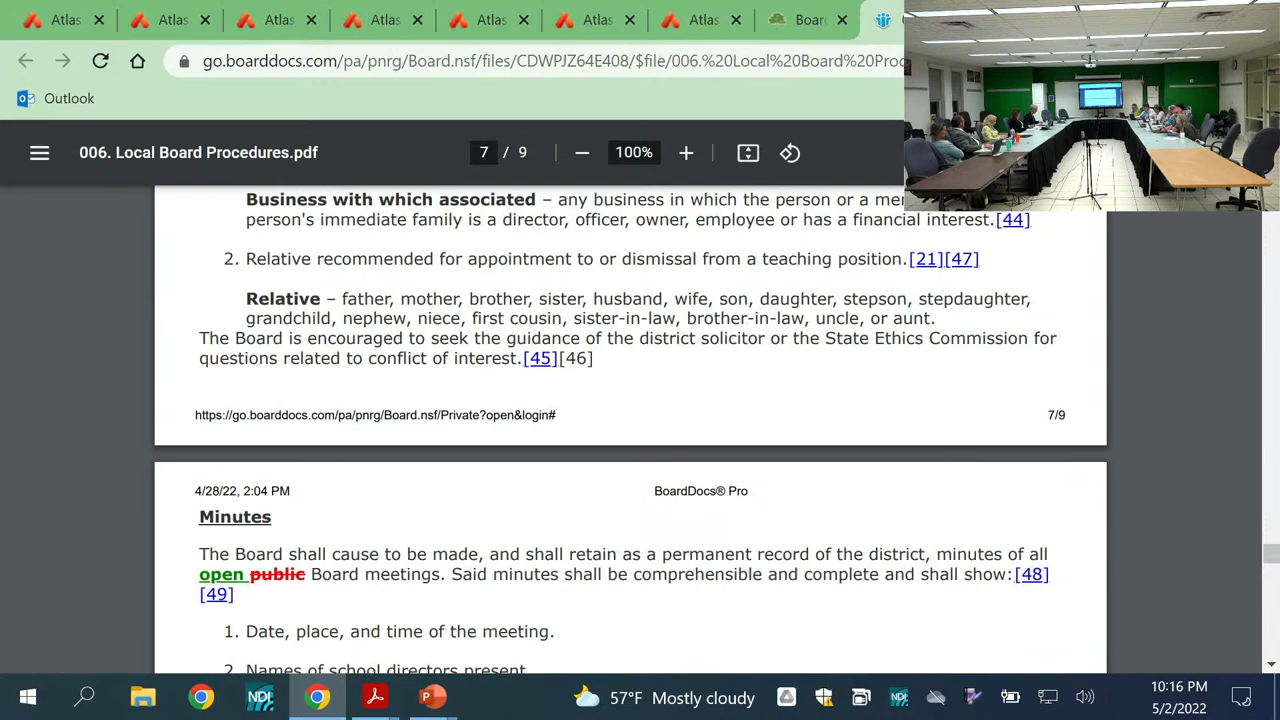 Atlas
Atlas
Atlas
Atlas
Atlas
Atlas
Atlas
Board
go.boarddocs.com/pa/pnrg/Board.nsf/files/CDWPJZ64E408/$file/006.%20Local%20Board%20Proc
Outlook
006. Local Board Procedures.pdf
7 / 9
100%
Business with which associated – any business in which the person or a
person's immediate family is a director, officer, owner, employee or has a financial interest.[44]
2. Relative recommended for appointment to or dismissal from a teaching position.[21][47]
Relative – father, mother, brother, sister, husband, wife, son, daughter, stepson, stepdaughter,
grandchild, nephew, niece, first cousin, sister-in-law, brother-in-law, uncle, or aunt.
The Board is encouraged to seek the guidance of the district solicitor or the State Ethics Commission for
questions related to conflict of interest.[45][46]
https://go.boarddocs.com/pa/pnrg/Board.nsf/Private?open&login#
7/9
4/28/22, 2:04 PM
BoardDocs® Pro
Minutes
The Board shall cause to be made, and shall retain as a permanent record of the district, minutes of all
open public Board meetings. Said minutes shall be comprehensible and complete and shall show:[48]
[49]
1. Date, place, and time of the meeting.
2. Names of school directors present.
NDI
57°F Mostly cloudy
NDI
10:16 PM
5/2/2022